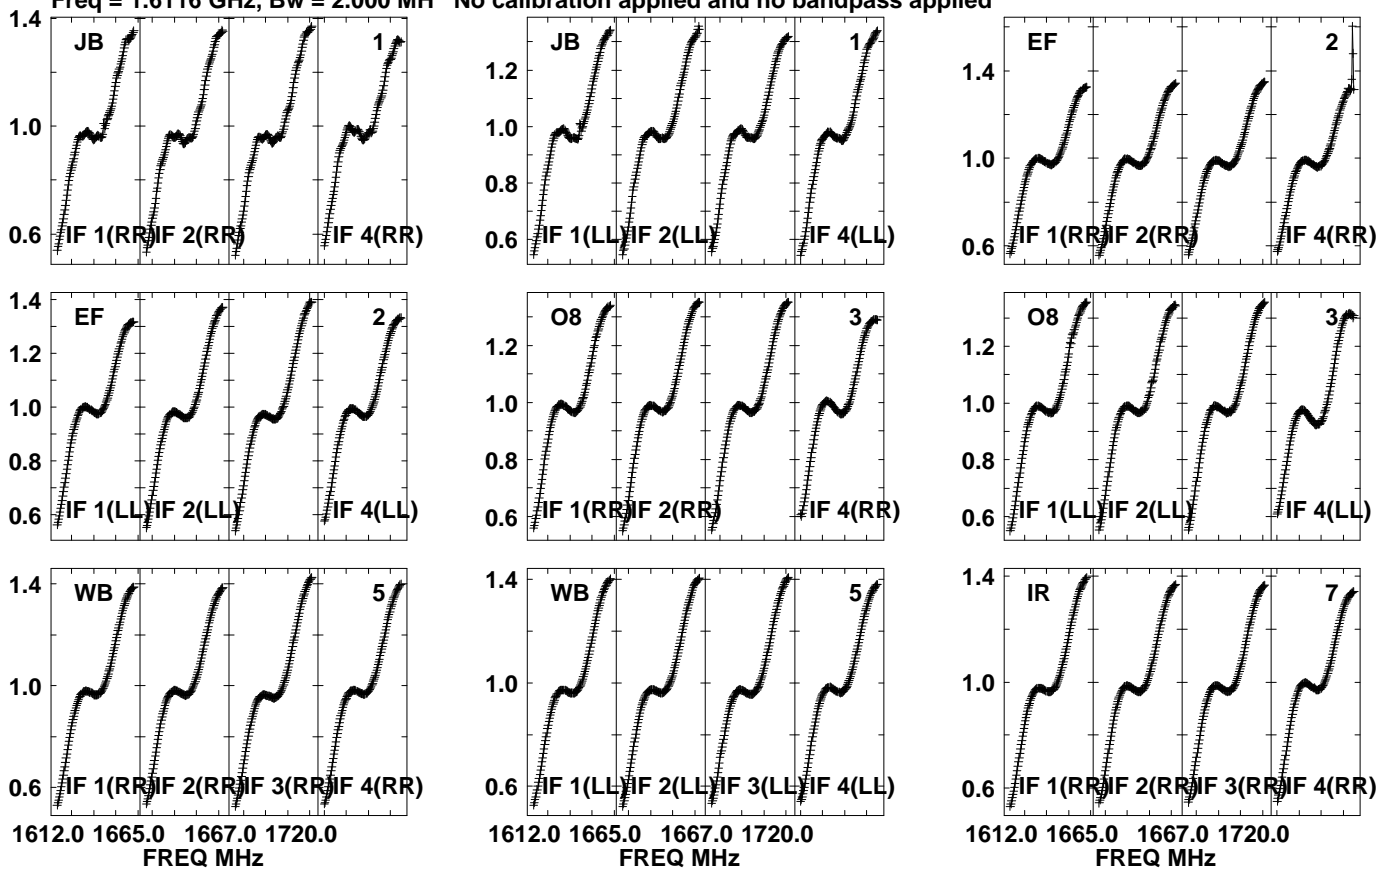 Freq = 1.6116 GHz, Bw = 2.000 MH No calibration applied and no bandpass applied
1.4 JB 1
1.0
0.6 IF 1(RR) IF 2(RR) IF 4(RR)
JB 1
1.2
1.0
0.8
0.6 IF 1(LL) IF 2(LL) IF 4(LL)
EF 2
1.4
1.0
0.6 IF 1(RR) IF 2(RR) IF 4(RR)
1.4 EF 2
1.2
1.0
0.8
0.6 IF 1(LL) IF 2(LL) IF 4(LL)
O8 3
1.2
1.0
0.8
0.6 IF 1(RR) IF 2(RR) IF 4(RR)
O8 3
1.2
1.0
0.8
0.6 IF 1(LL) IF 2(LL) IF 4(LL)
1.4 WB 5
1.0
0.6 IF 1(RR) IF 2(RR) IF 3(RR) IF 4(RR)
1.4 WB 5
1.0
0.6 IF 1(LL) IF 2(LL) IF 3(LL) IF 4(LL)
1.4 IR 7
1.0
0.6 IF 1(RR) IF 2(RR) IF 3(RR) IF 4(RR)
1612.0 1665.0 1667.0 1720.0
FREQ MHz
1612.0 1665.0 1667.0 1720.0
FREQ MHz
1612.0 1665.0 1667.0 1720.0
FREQ MHz